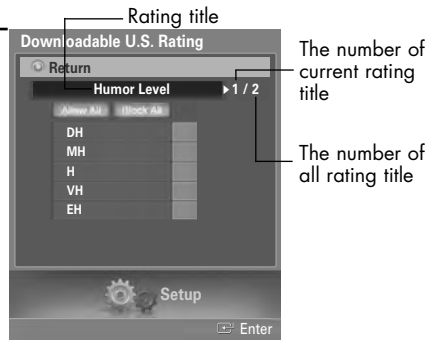 Rating title
Downloadable U.S. Rating
Return
Humor Level
1 / 2
The number of
current rating
title
Allow All
Block All
The number of
all rating title
DH
MH
H
VH
EH
Setup
Enter